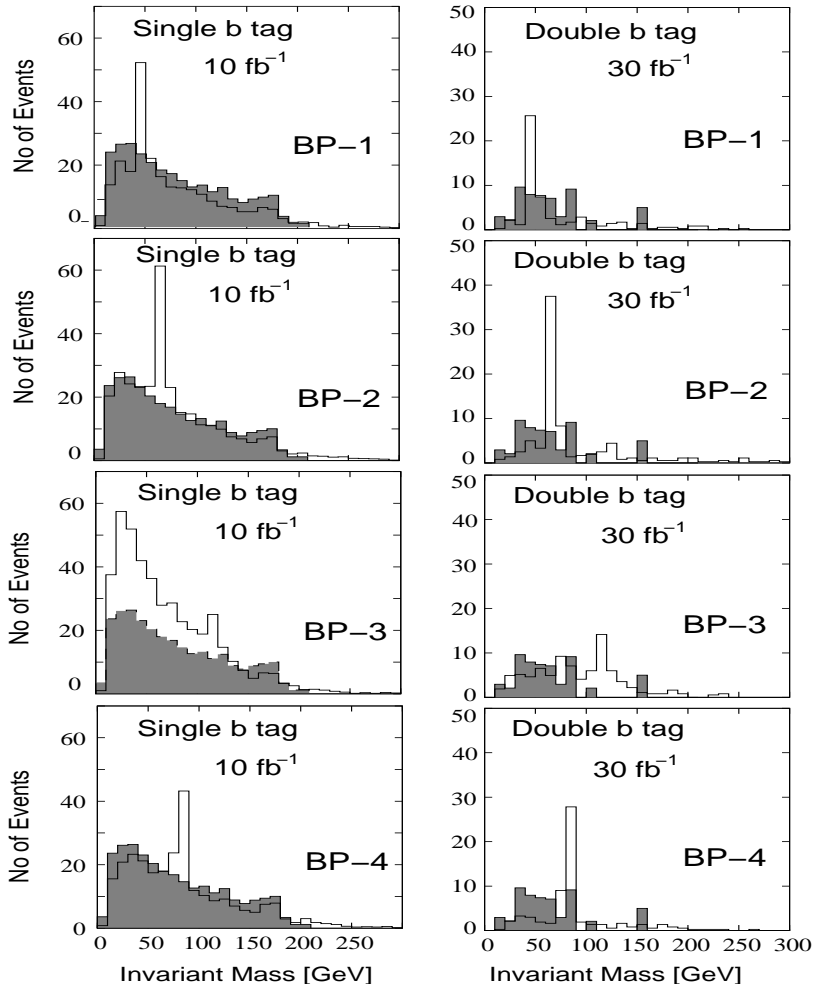 60
Single b tag
10 fb⁻¹
40
BP-1
20
0
No of Events
50
Double b tag
40
30 fb⁻¹
30
20
BP-1
10
0
60
Single b tag
10 fb⁻¹
40
BP-2
20
0
No of Events
50
Double b tag
40
30 fb⁻¹
30
20
BP-2
10
0
60
Single b tag
10 fb⁻¹
40
BP-3
20
0
No of Events
50
Double b tag
40
30 fb⁻¹
30
20
BP-3
10
0
60
Single b tag
10 fb⁻¹
40
BP-4
20
0
No of Events
0 50 100 150 200 250
Invariant Mass [GeV]
50
Double b tag
40
30 fb⁻¹
30
20
BP-4
10
0
0 50 100 150 200 250 300
Invariant Mass [GeV]